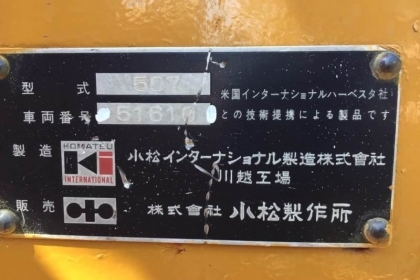 型式 507
米国インターナショナルハーベスタ社
車両番号 51610
との技術提携による製品です
製造 KOMATSU INTERNATIONAL 小松インターナショナル製造株式会社
川越工場
販売 株式会社 小松製作所